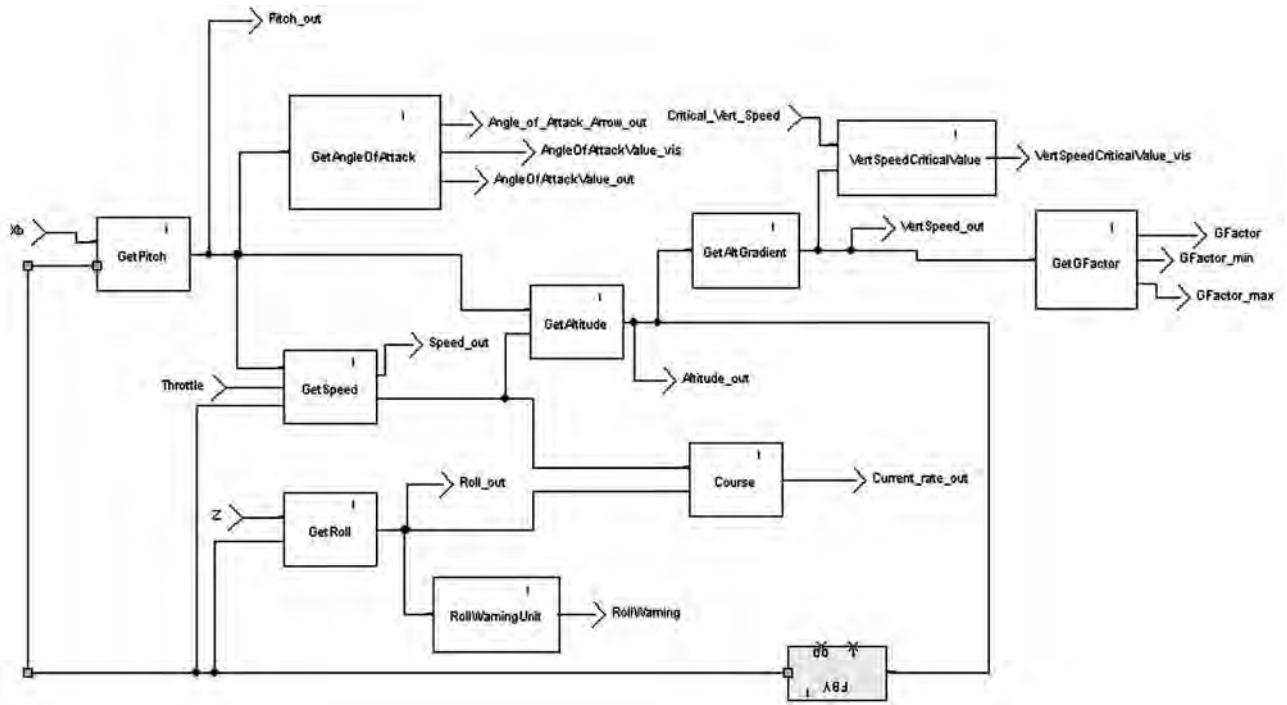 Pitch_out
Angle_of_Attack_Arrow_out
GetAngleOfAttack
AngleOfAttackValue_vis
AngleOfAttackValue_out
Critical_Vert_Speed
VertSpeedCriticalValue
VertSpeedCriticalValue_vis
Xb
GetPitch
GetAltGradient
VertSpeed_out
GetGFactor
GFactor
GFactor_min
GFactor_max
GetAltitude
Altitude_out
Speed_out
Throttle
GetSpeed
Course
Current_rate_out
Roll_out
Z
GetRoll
RollWarningUnit
RollWarning
FBY